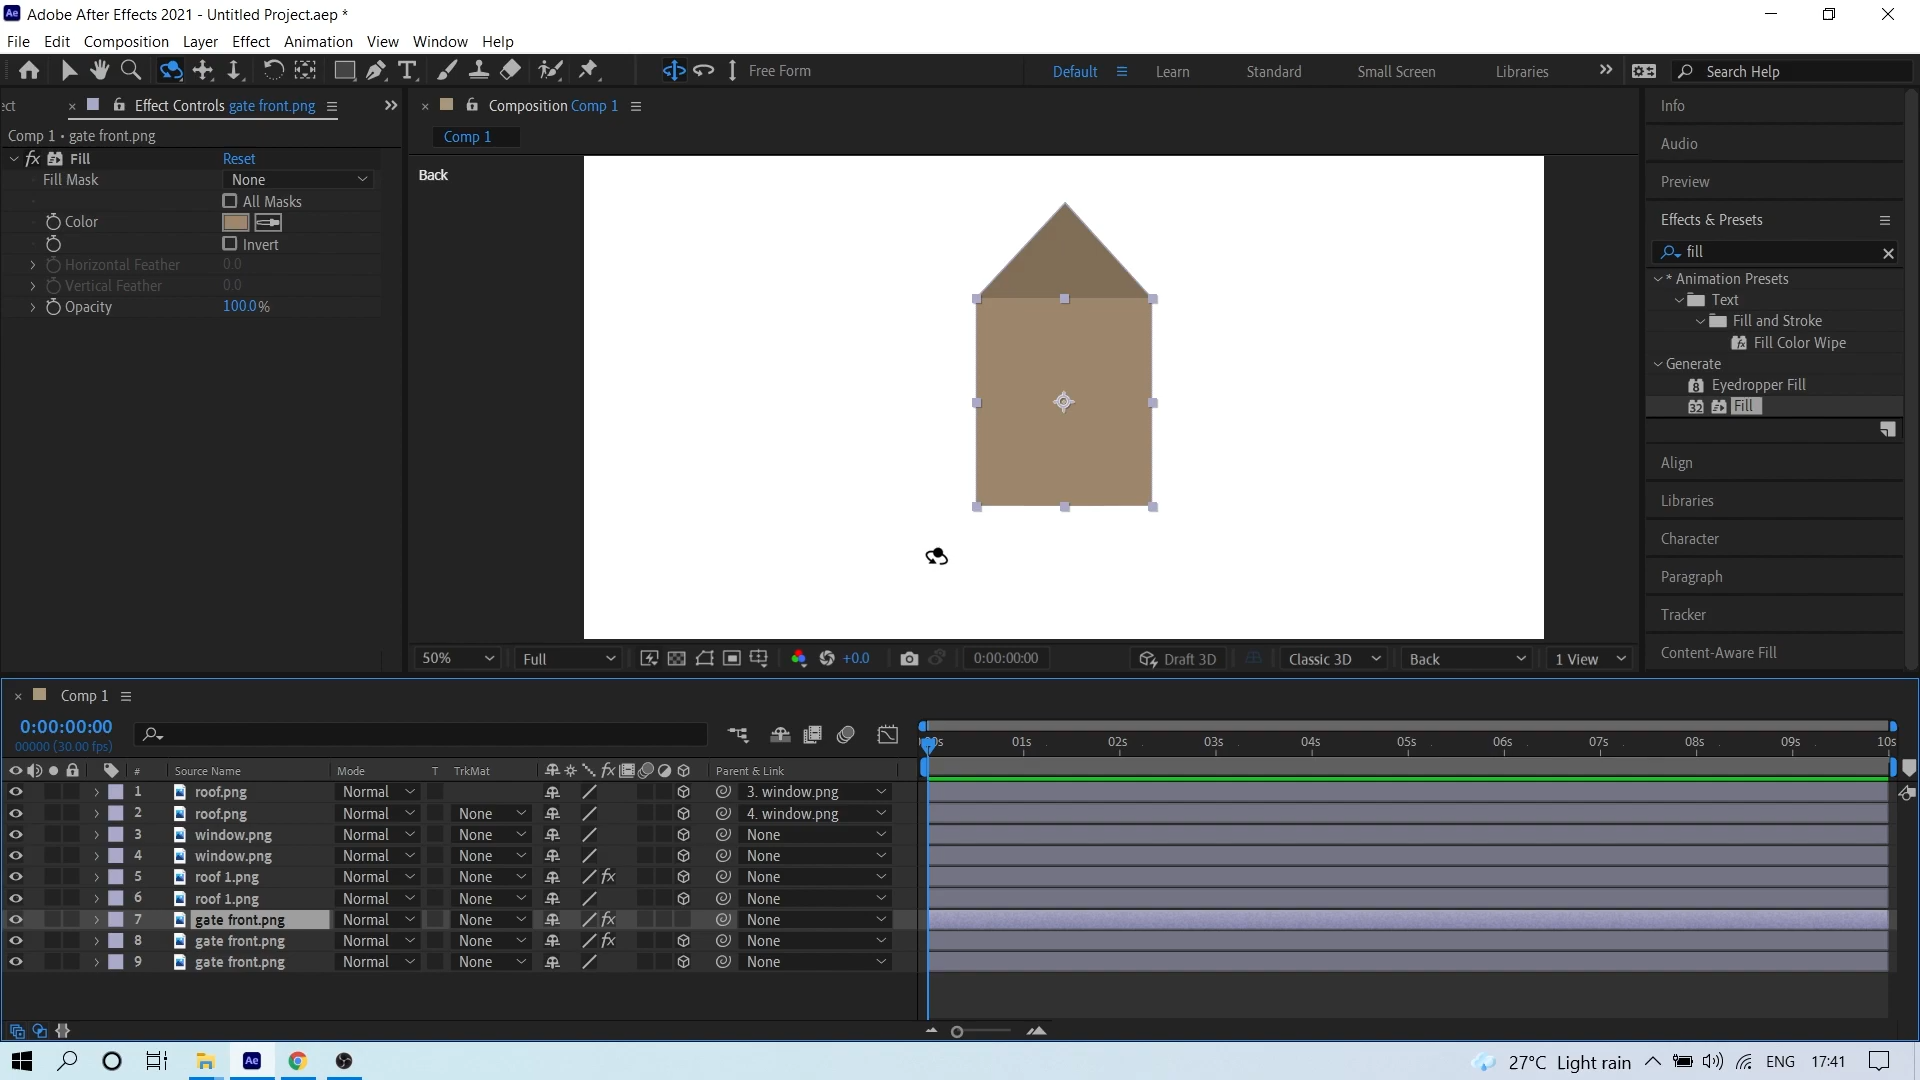 Adobe After Effects 2021 - Untitled Project.aep *
File Edit Composition Layer Effect Animation View Window Help
Free Form
Default Learn Standard Small Screen Libraries Search Help
ect Effect Controls gate front.png
Comp 1 • gate front.png
fx Fill Reset
Fill Mask None
All Masks
Color
Invert
Horizontal Feather 0.0
Vertical Feather 0.0
Opacity 100.0%
Composition Comp 1
Comp 1
Back
50% Full +0.0 0:00:00:00 Draft 3D Classic 3D Back 1 View
Info
Audio
Preview
Effects & Presets
fill
* Animation Presets
Text
Fill and Stroke
Fill Color Wipe
Generate
8 Eyedropper Fill
32 Fill
Align
Libraries
Character
Paragraph
Tracker
Content-Aware Fill
Comp 1
0:00:00:00
00000 (30.00 fps)
00s 01s 02s 03s 04s 05s 06s 07s 08s 09s 10s
# Source Name Mode T TrkMat fx Parent & Link
1 roof.png Normal 3. window.png
2 roof.png Normal None 4. window.png
3 window.png Normal None None
4 window.png Normal None None
5 roof 1.png Normal None fx None
6 roof 1.png Normal None None
7 gate front.png Normal None fx None
8 gate front.png Normal None fx None
9 gate front.png Normal None None
Ae 27°C Light rain ENG 17:41